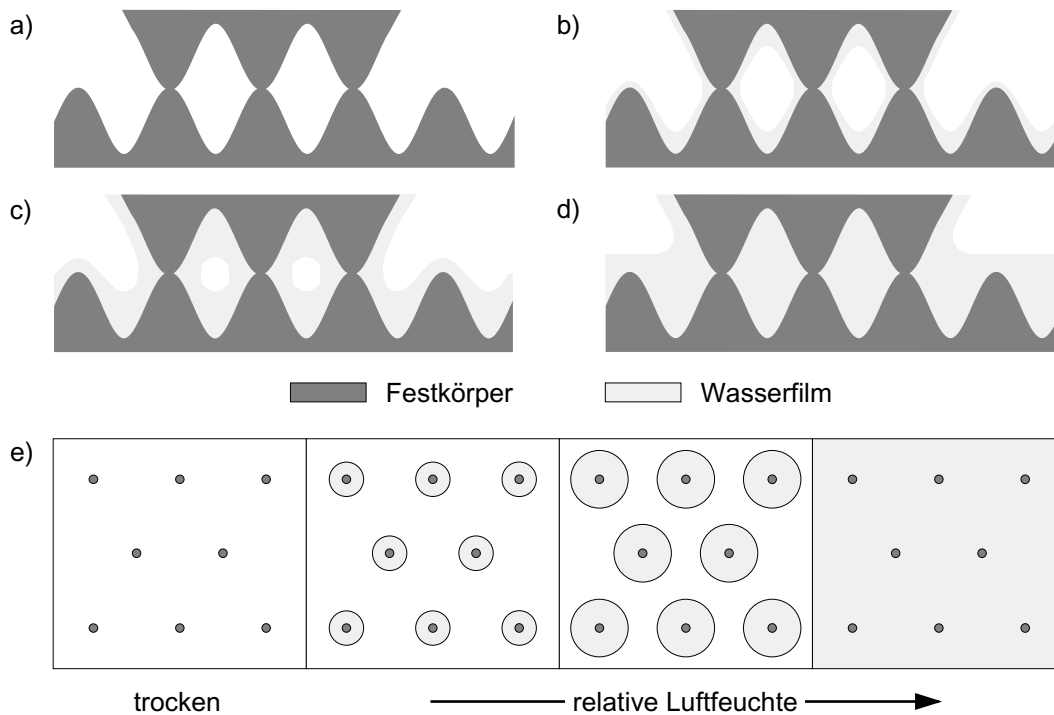 a)
b)
c)
d)
Festkörper
Wasserfilm
e)
trocken
relative Luftfeuchte